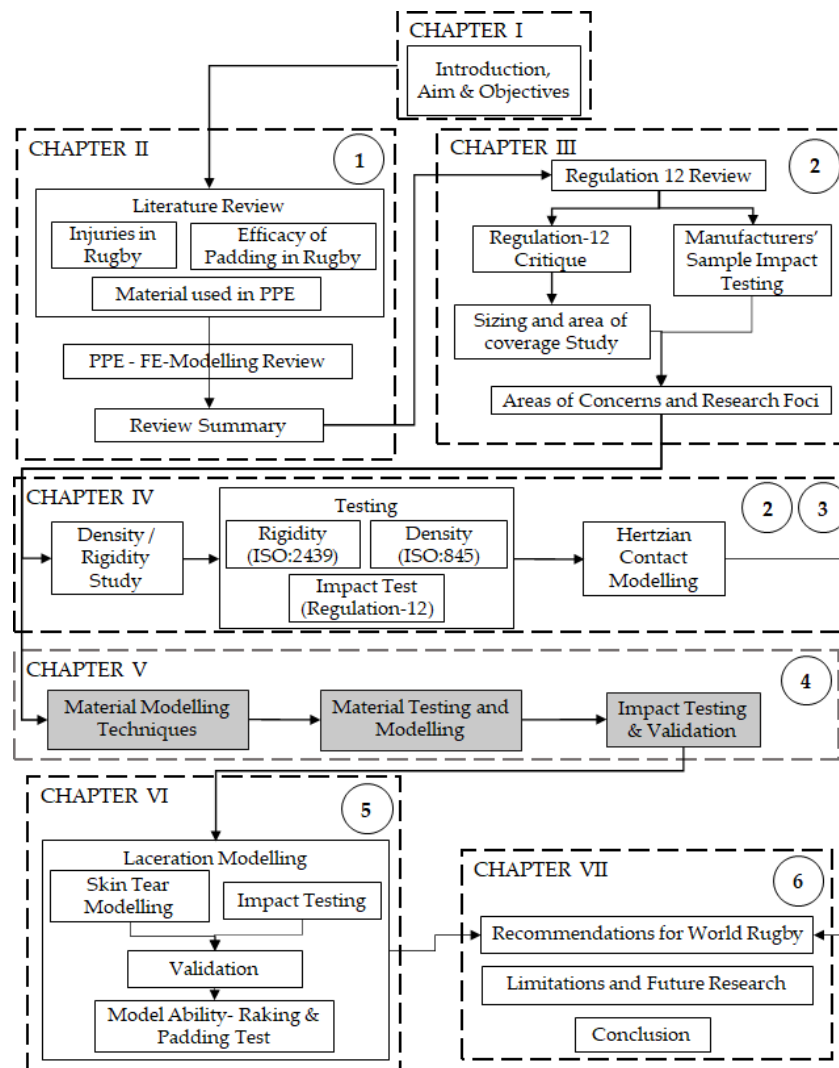 CHAPTER I
Introduction,
Aim & Objectives
CHAPTER II
1
Literature Review
Injuries in
Rugby
Efficacy of
Padding in Rugby
Material used in PPE
PPE - FE-Modelling Review
Review Summary
CHAPTER III
2
Regulation 12 Review
Regulation-12
Critique
Manufacturers'
Sample Impact
Testing
Sizing and area of
coverage Study
Areas of Concerns and Research Foci
CHAPTER IV
2
3
Density /
Rigidity
Study
Testing
Rigidity
(ISO:2439)
Density
(ISO:845)
Impact Test
(Regulation-12)
Hertzian
Contact
Modelling
CHAPTER V
4
Material Modelling
Techniques
Material Testing and
Modelling
Impact Testing
& Validation
CHAPTER VI
5
Laceration Modelling
Skin Tear
Modelling
Impact Testing
Validation
Model Ability- Raking &
Padding Test
CHAPTER VII
6
Recommendations for World Rugby
Limitations and Future Research
Conclusion